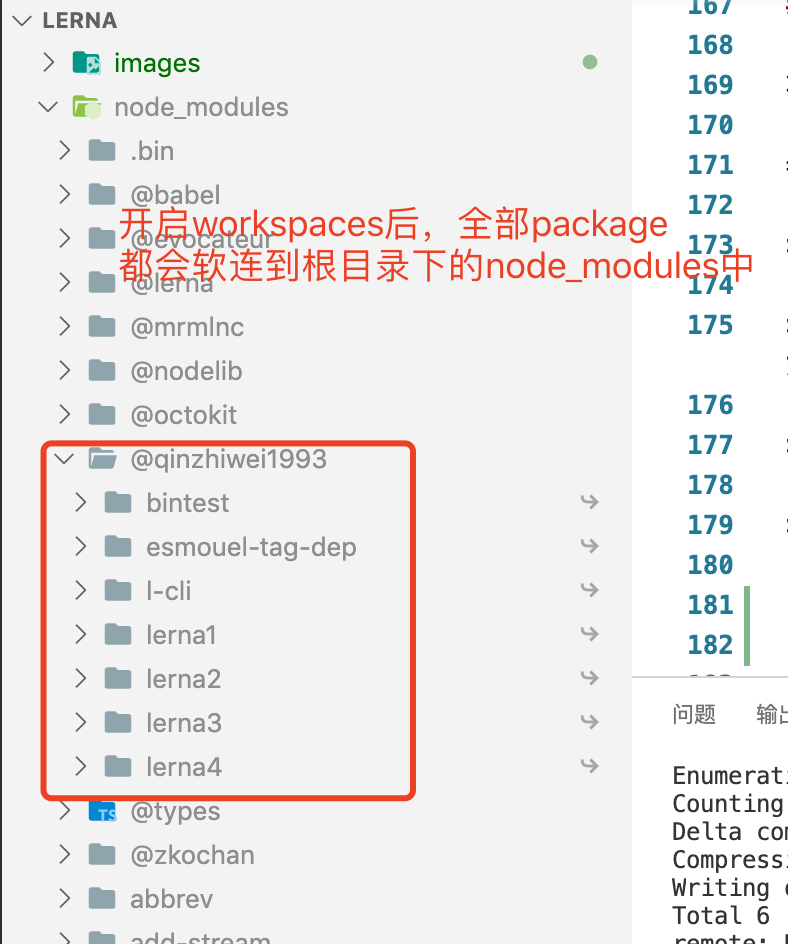 LERNA
images
node_modules
.bin
@babel
开启workspaces后，全部package
@evocateur
都会软连到根目录下的node_modules中
@lerna
@mrmlnc
@nodelib
@octokit
@qinzhiwei1993
bintest
esmouel-tag-dep
l-cli
lerna1
lerna2
lerna3
lerna4
@types
@zkochan
abbrev
add-stream
167
168
169
170
171
172
173
174
175
176
177
178
179
180
181
182
问题 输出
Enumerati
Counting
Delta com
Compressi
Writing
Total 6
remote: